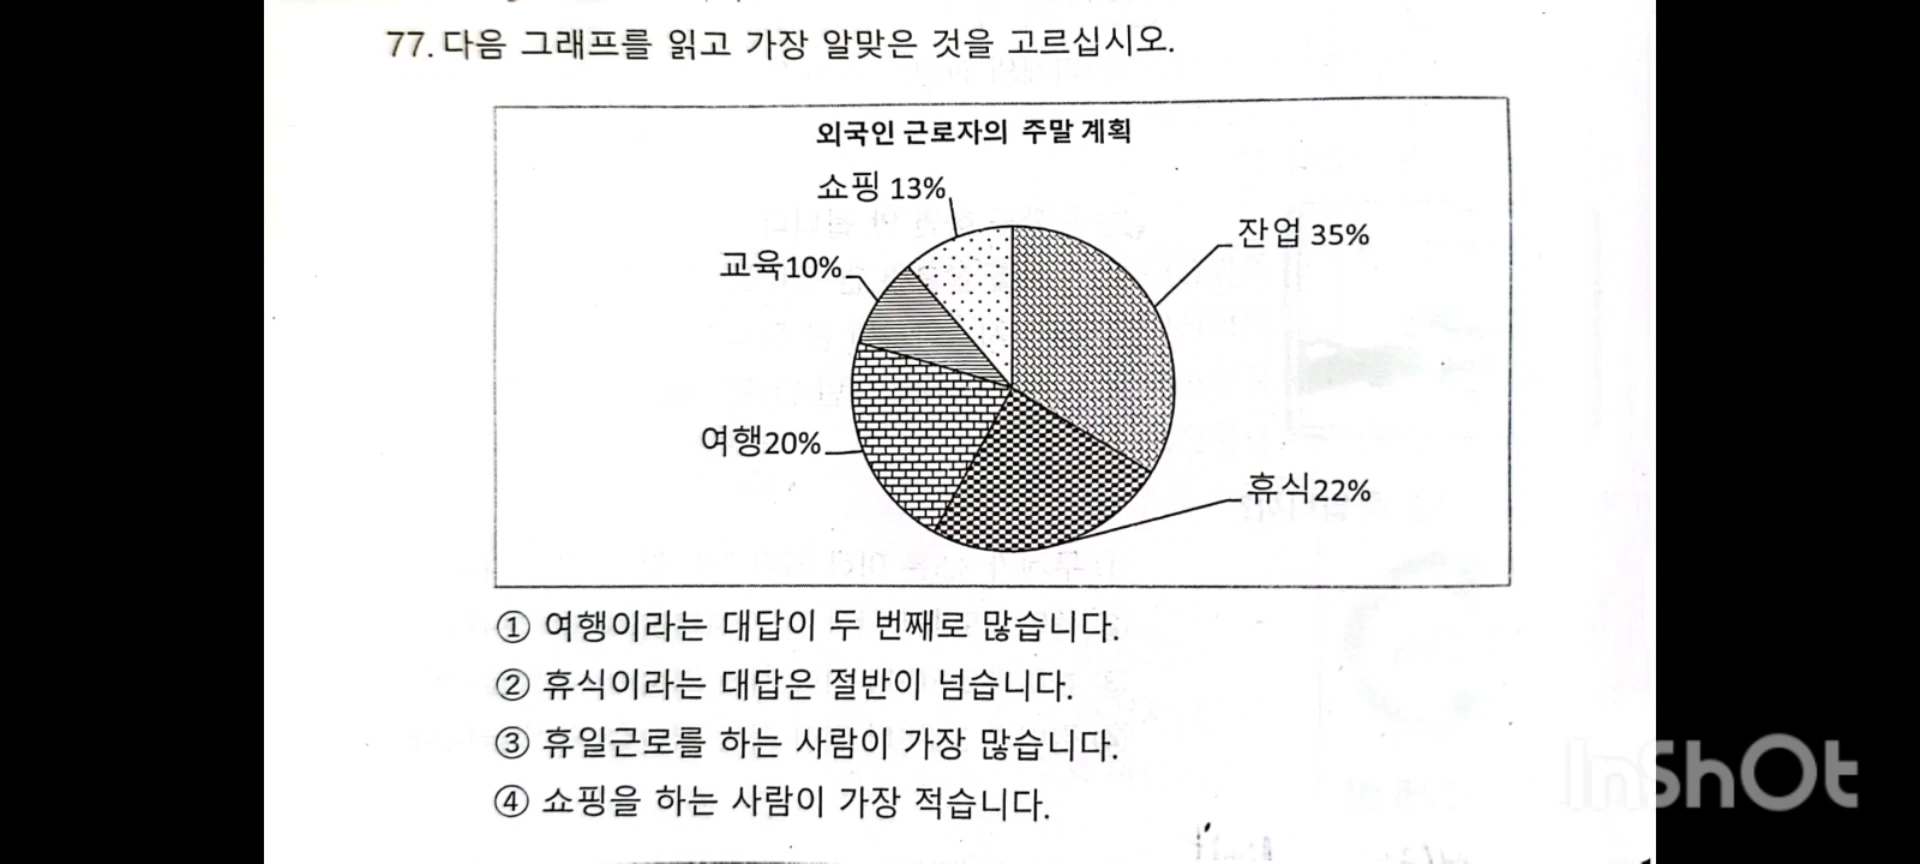 77. 다음 그래프를 읽고 가장 알맞은 것을 고르십시오.
외국인 근로자의 주말 계획
쇼핑 13%
잔업 35%
교육10%
여행20%
휴식22%
① 여행이라는 대답이 두 번째로 많습니다.
② 휴식이라는 대답은 절반이 넘습니다.
③ 휴일근로를 하는 사람이 가장 많습니다.
④ 쇼핑을 하는 사람이 가장 적습니다.
InShOt